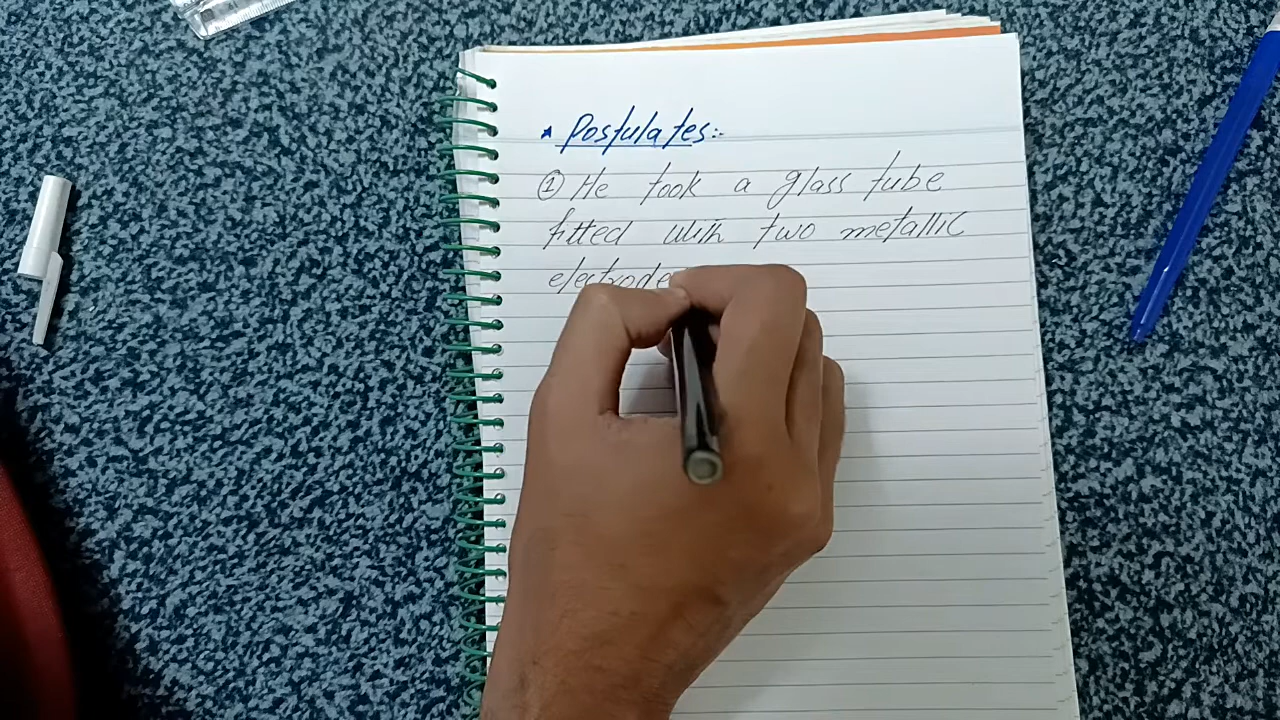 * Postulates:-
① He took a glass tube
fitted with two metallic
electrode